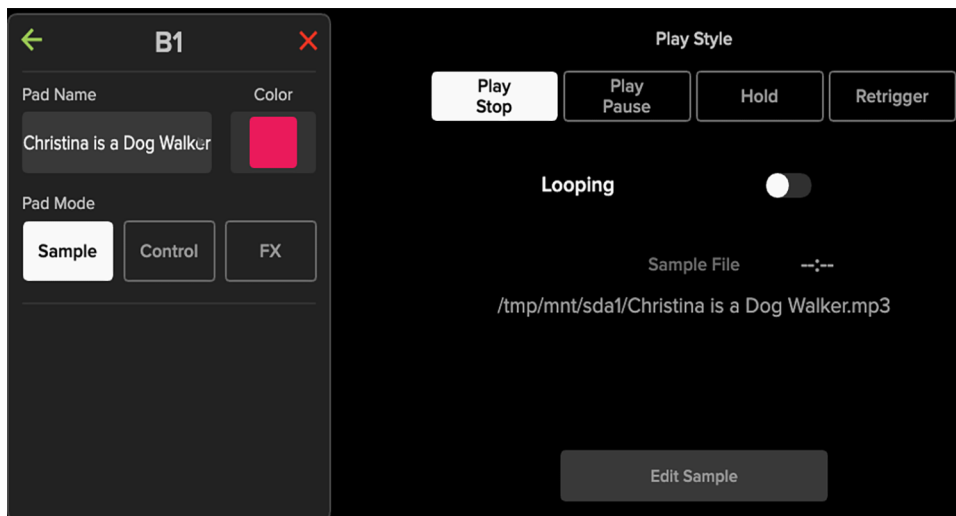 B1
Pad Name
Color
Christina is a Dog Walker
Pad Mode
Sample
Control
FX
Play Style
Play
Stop
Play
Pause
Hold
Retrigger
Looping
Sample File --:--
/tmp/mnt/sda1/Christina is a Dog Walker.mp3
Edit Sample